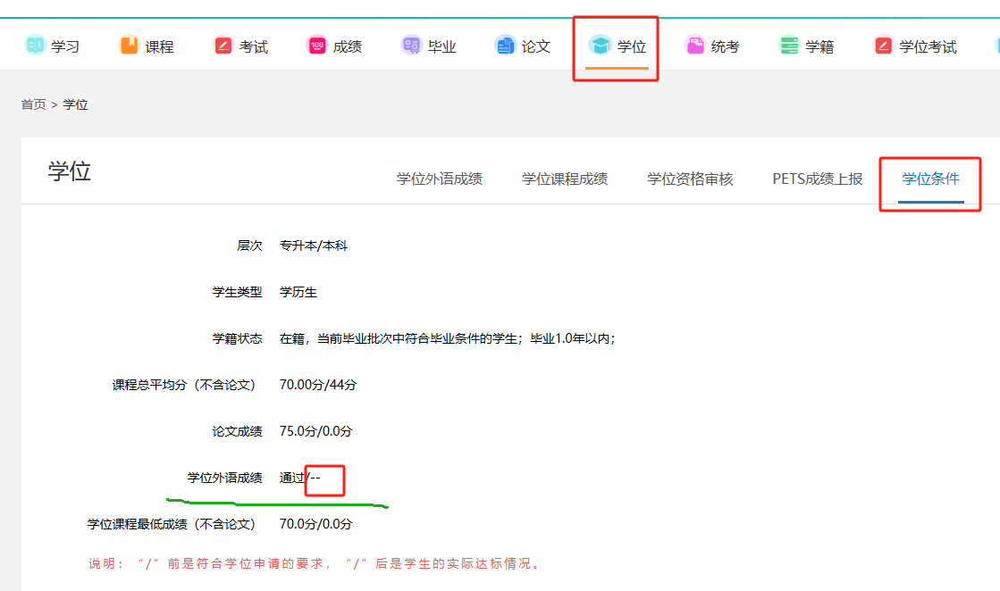 学习 课程 考试 100 成绩 毕业 论文 学位 统考 学籍 学位考试
首页 > 学位
学位 学位外语成绩 学位课程成绩 学位资格审核 PETS成绩上报 学位条件
层次 专升本/本科
学生类型 学历生
学籍状态 在籍，当前毕业批次中符合毕业条件的学生；毕业1.0年以内；
课程总平均分（不含论文） 70.00分/44分
论文成绩 75.0分/0.0分
学位外语成绩 通过/--
学位课程最低成绩（不含论文） 70.0分/0.0分
说明：“/”前是符合学位申请的要求，“/”后是学生的实际达标情况。